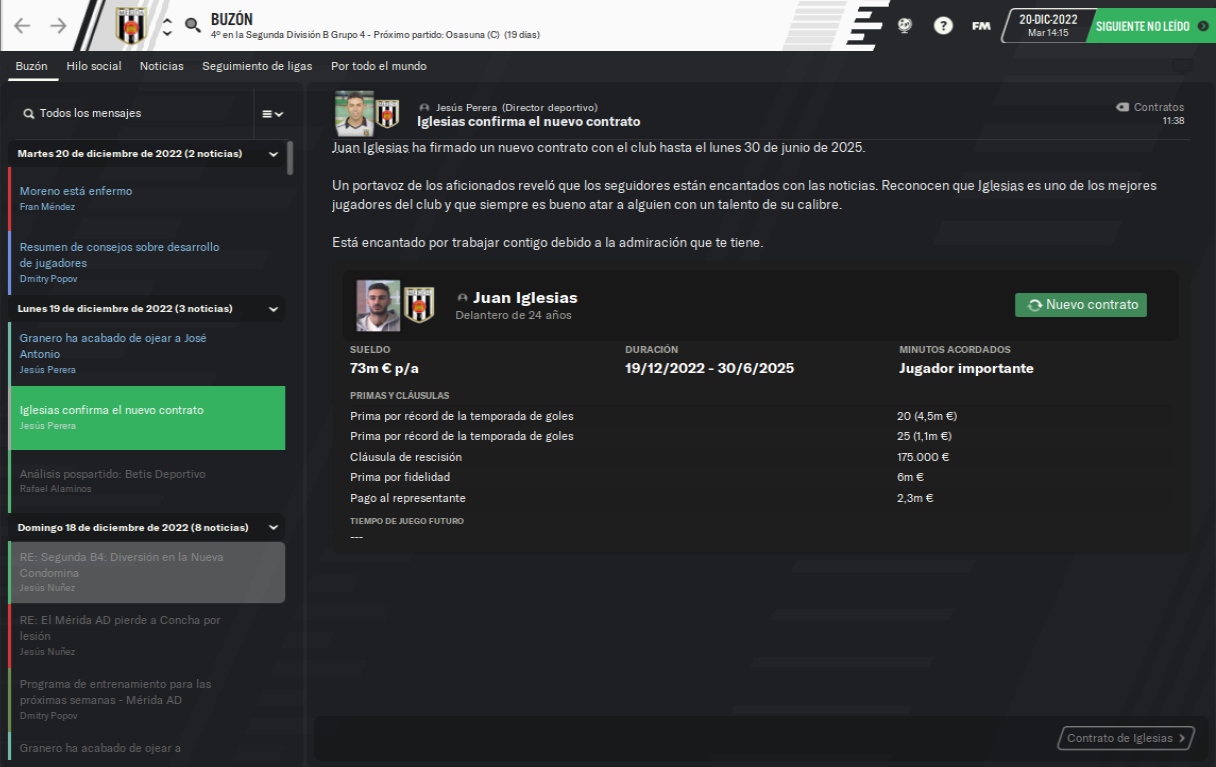 BUZÓN
4º en la Segunda División B Grupo 4 - Próximo partido: Osasuna (C) (19 días)
?
FM
20-DIC-2022
Mar 14:15
SIGUIENTE NO LEÍDO
Buzón Hilo social Noticias Seguimiento de ligas Por todo el mundo
Todos los mensajes
Martes 20 de diciembre de 2022 (2 noticias)
Moreno está enfermo
Fran Méndez
Resumen de consejos sobre desarrollo
de jugadores
Dmitry Popov
Lunes 19 de diciembre de 2022 (3 noticias)
Granero ha acabado de ojear a José
Antonio
Jesús Perera
Iglesias confirma el nuevo contrato
Jesús Perera
Análisis pospartido: Betis Deportivo
Rafael Alaminos
Domingo 18 de diciembre de 2022 (8 noticias)
RE: Segunda B4: Diversión en la Nueva
Condomina
Jesús Nuñez
RE: El Mérida AD pierde a Concha por
lesión
Jesús Nuñez
Programa de entrenamiento para las
próximas semanas - Mérida AD
Dmitry Popov
Granero ha acabado de ojear a
Jesús Perera (Director deportivo)
Iglesias confirma el nuevo contrato
Contratos
11:38
Juan Iglesias ha firmado un nuevo contrato con el club hasta el lunes 30 de junio de 2025.
Un portavoz de los aficionados reveló que los seguidores están encantados con las noticias. Reconocen que Iglesias es uno de los mejores
jugadores del club y que siempre es bueno atar a alguien con un talento de su calibre.
Está encantado por trabajar contigo debido a la admiración que te tiene.
Juan Iglesias
Delantero de 24 años
Nuevo contrato
SUELDO DURACIÓN MINUTOS ACORDADOS
73m € p/a 19/12/2022 - 30/6/2025 Jugador importante
PRIMAS Y CLÁUSULAS
Prima por récord de la temporada de goles 20 (4,5m €)
Prima por récord de la temporada de goles 25 (1,1m €)
Cláusula de rescisión 175.000 €
Prima por fidelidad 6m €
Pago al representante 2,3m €
TIEMPO DE JUEGO FUTURO
---
Contrato de Iglesias